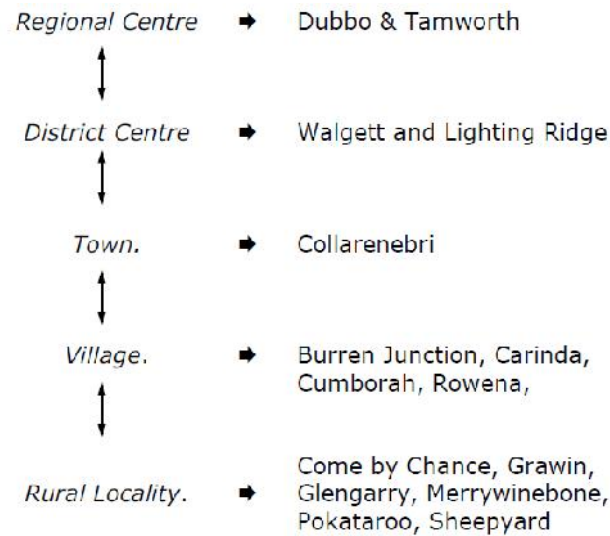 Regional Centre ➡ Dubbo & Tamworth
District Centre ➡ Walgett and Lighting Ridge
Town. ➡ Collarenebri
Village. ➡ Burren Junction, Carinda,
Cumborah, Rowena,
Rural Locality. ➡ Come by Chance, Grawin,
Glengarry, Merrywinebone,
Pokataroo, Sheepyard